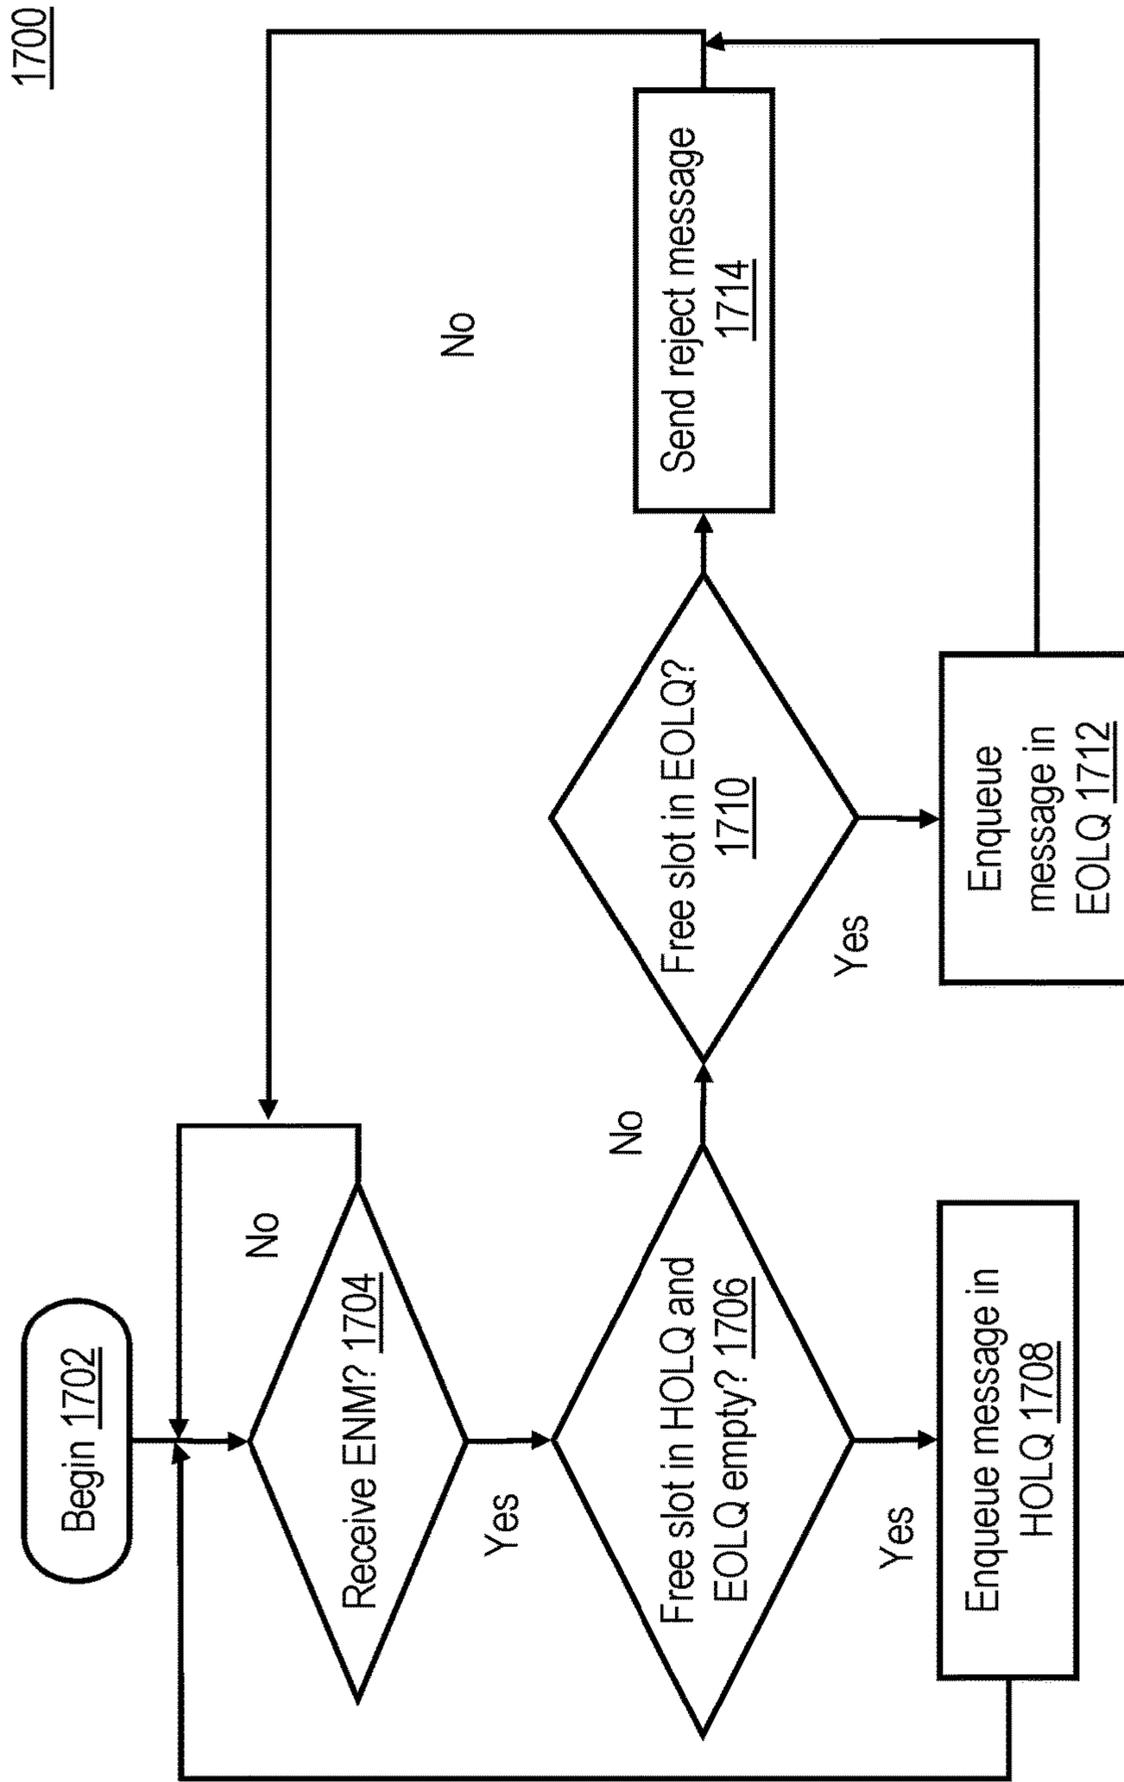 1700
Begin 1702
No
Receive ENM? 1704
Yes
Free slot in HOLQ and
EOLQ empty? 1706
No
Yes
Enqueue message in
HOLQ 1708
Free slot in EOLQ?
1710
No
Yes
Enqueue
message in
EOLQ 1712
Send reject message
1714